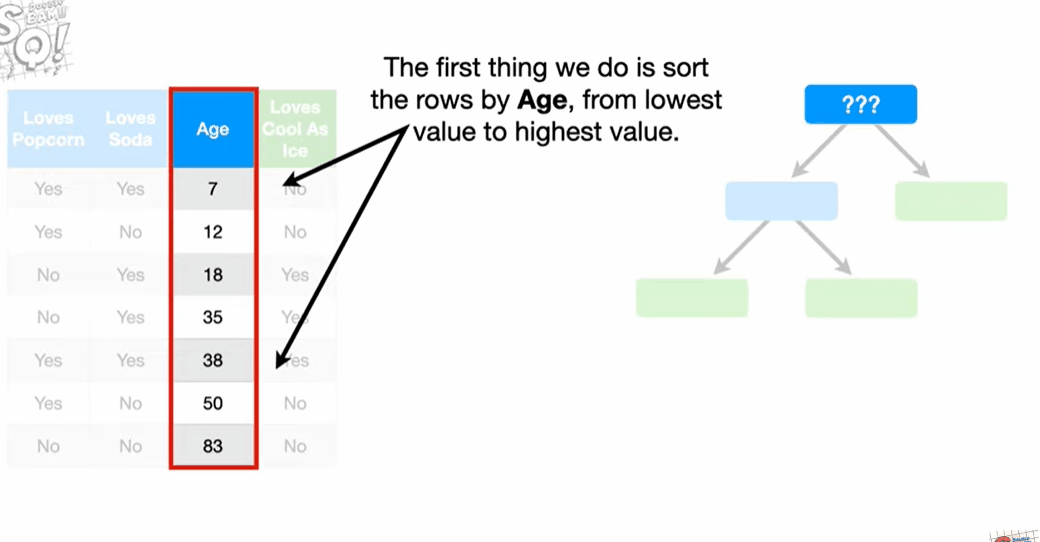 BAM!!
SQ!
The first thing we do is sort
the rows by Age, from lowest
value to highest value.
Loves Popcorn Loves Soda Age Loves Cool As Ice
Yes Yes 7 No
Yes No 12 No
No Yes 18 Yes
No Yes 35 Yes
Yes Yes 38 Yes
Yes No 50 No
No No 83 No
???